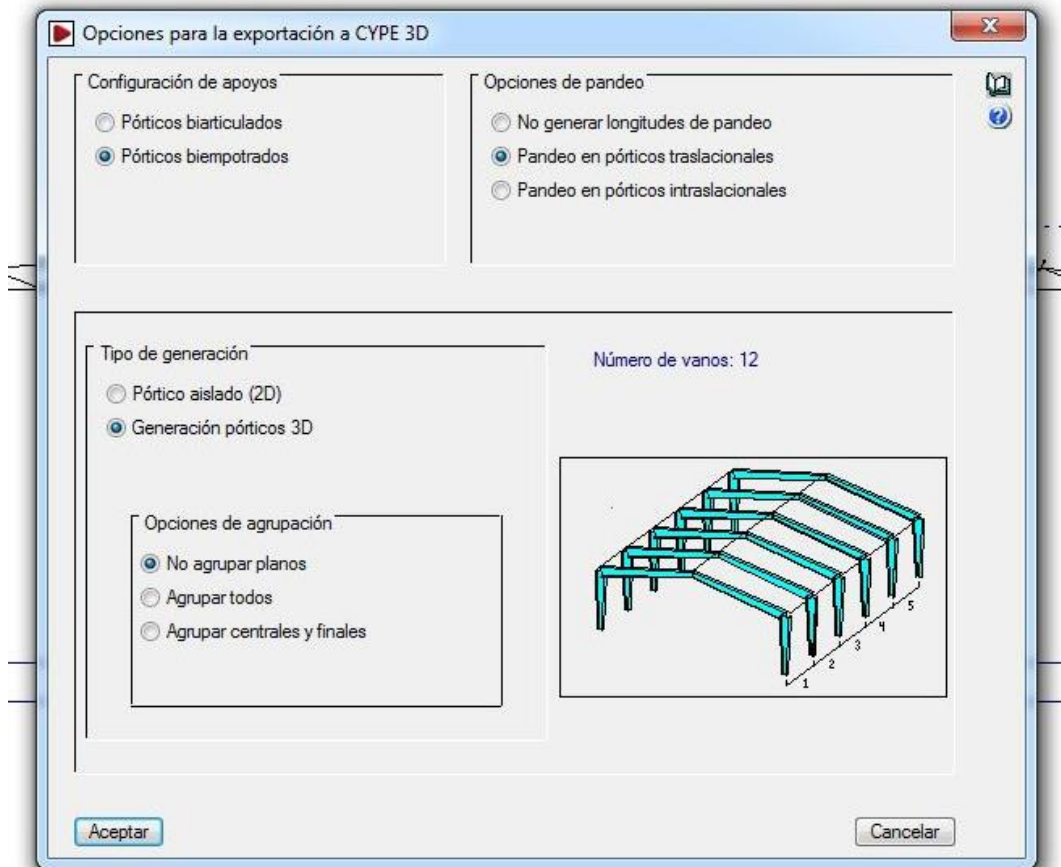 Opciones para la exportación a CYPE 3D
Configuración de apoyos
Pórticos biarticulados
Pórticos biempotrados
Opciones de pandeo
No generar longitudes de pandeo
Pandeo en pórticos traslacionales
Pandeo en pórticos intraslacionales
Tipo de generación
Pórtico aislado (2D)
Generación pórticos 3D
Opciones de agrupación
No agrupar planos
Agrupar todos
Agrupar centrales y finales
Número de vanos: 12
1
2
3
4
5
Aceptar
Cancelar